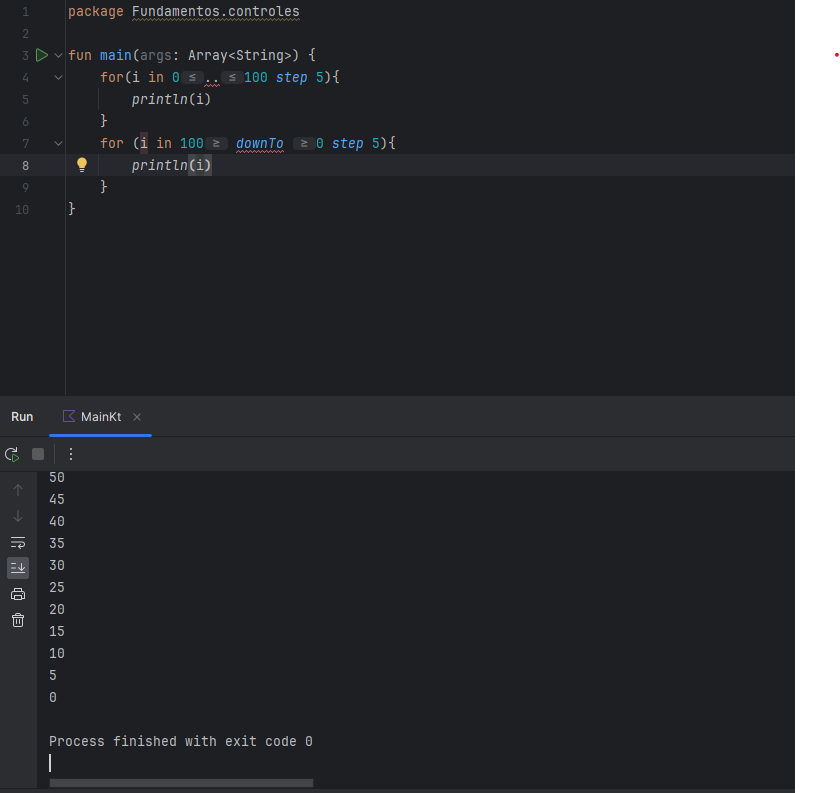 1 package Fundamentos.controles
2
3 fun main(args: Array<String>) {
4 for(i in 0 ≤ .. ≤ 100 step 5){
5 println(i)
6 }
7 for (i in 100 ≥ downTo ≥ 0 step 5){
8 println(i)
9 }
10 }
Run MainKt
50
45
40
35
30
25
20
15
10
5
0
Process finished with exit code 0